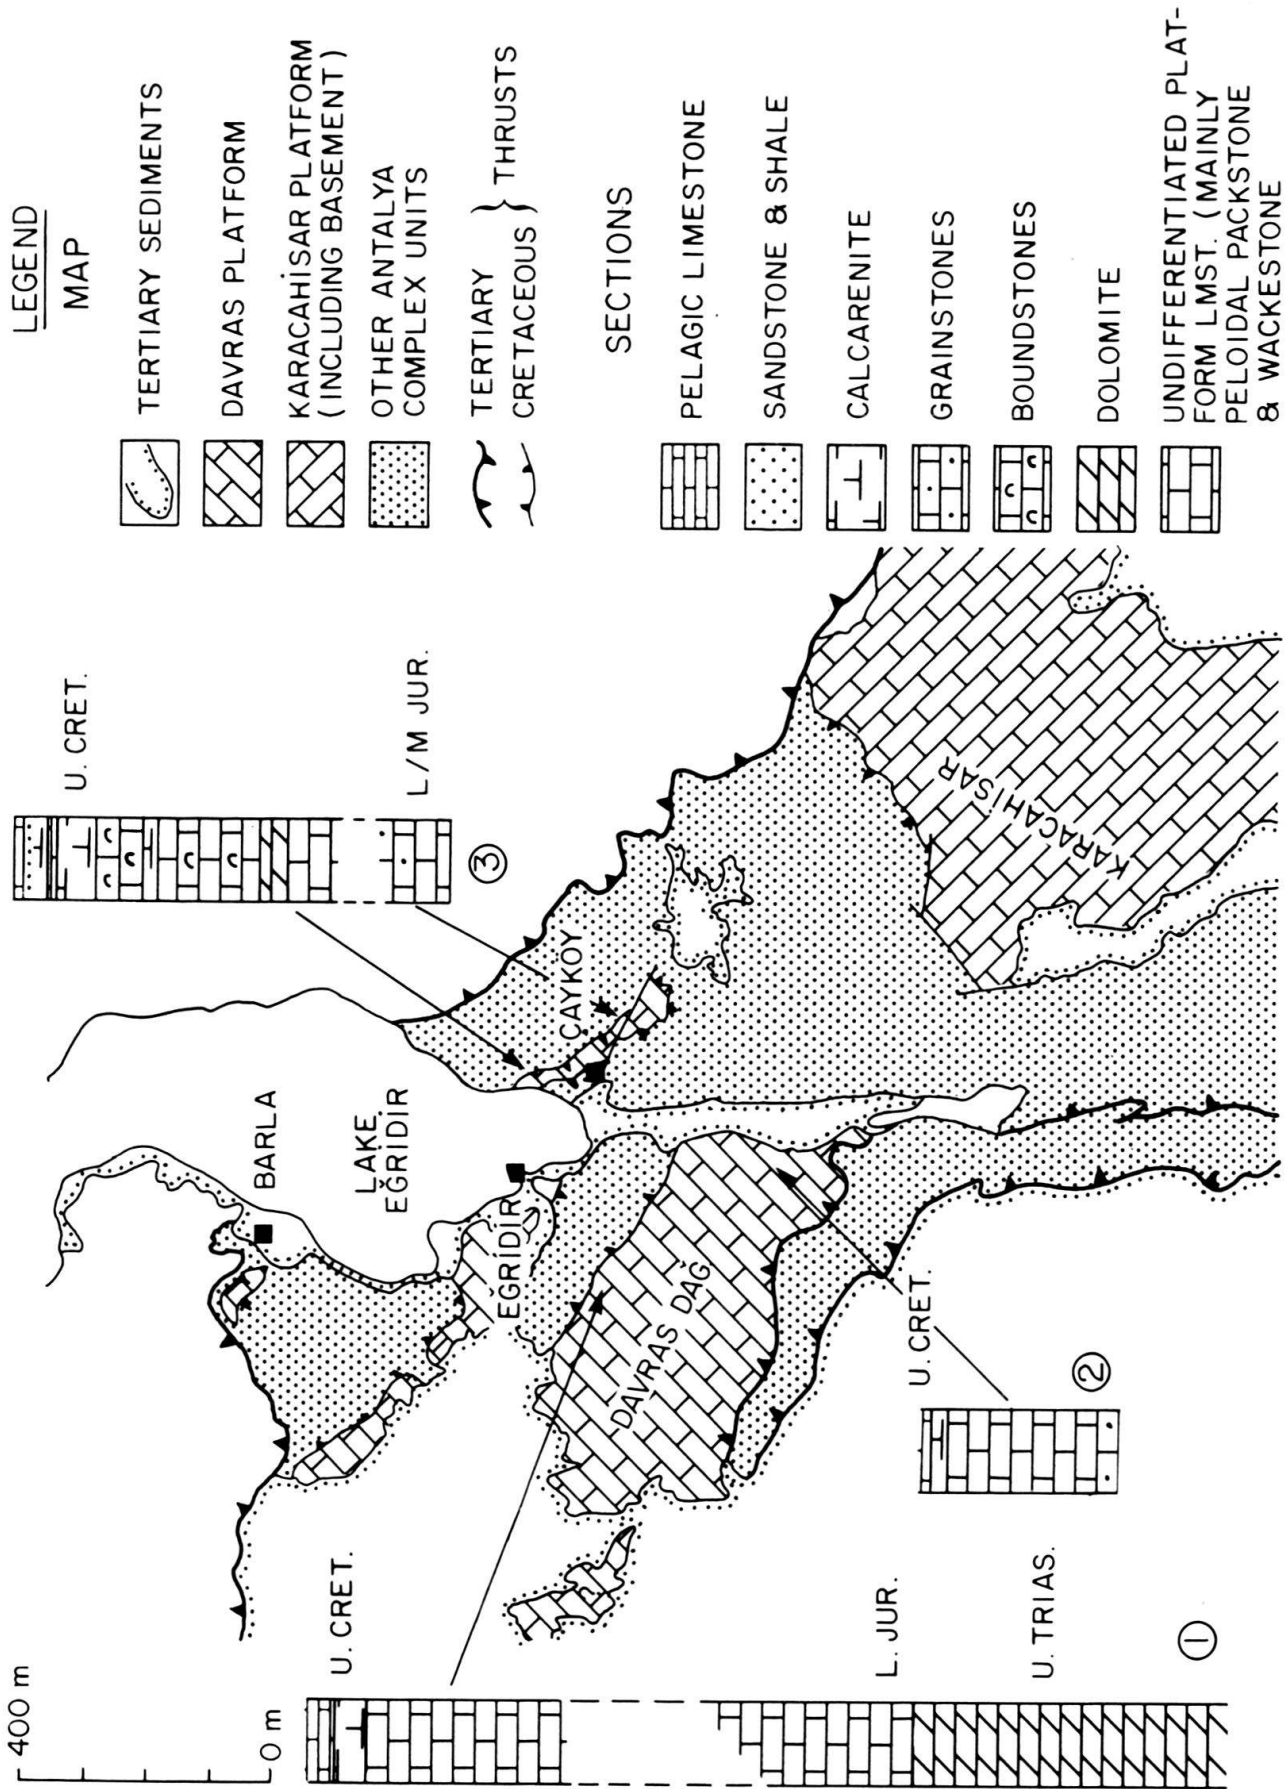 LEGEND
MAP
TERTIARY SEDIMENTS
DAVRAS PLATFORM
KARACAHİSAR PLATFORM
(INCLUDING BASEMENT)
OTHER ANTALYA
COMPLEX UNITS
TERTIARY
CRETACEOUS
THRUSTS
SECTIONS
PELAGIC LIMESTONE
SANDSTONE & SHALE
CALCARENITE
GRAINSTONES
BOUNDSTONES
DOLOMITE
UNDIFFERENTIATED PLAT-
FORM LMST. (MAINLY
PELOIDAL PACKSTONE
& WACKESTONE
U. CRET.
L/M JUR.
3
BARLA
LAKE
EĞRIDIR
EĞRİDİR
ÇAYKÖY
KARACAHİSAR
DAVRAS DAĞ
U. CRET.
2
400 m
0 m
U. CRET.
L. JUR.
U. TRIAS.
1